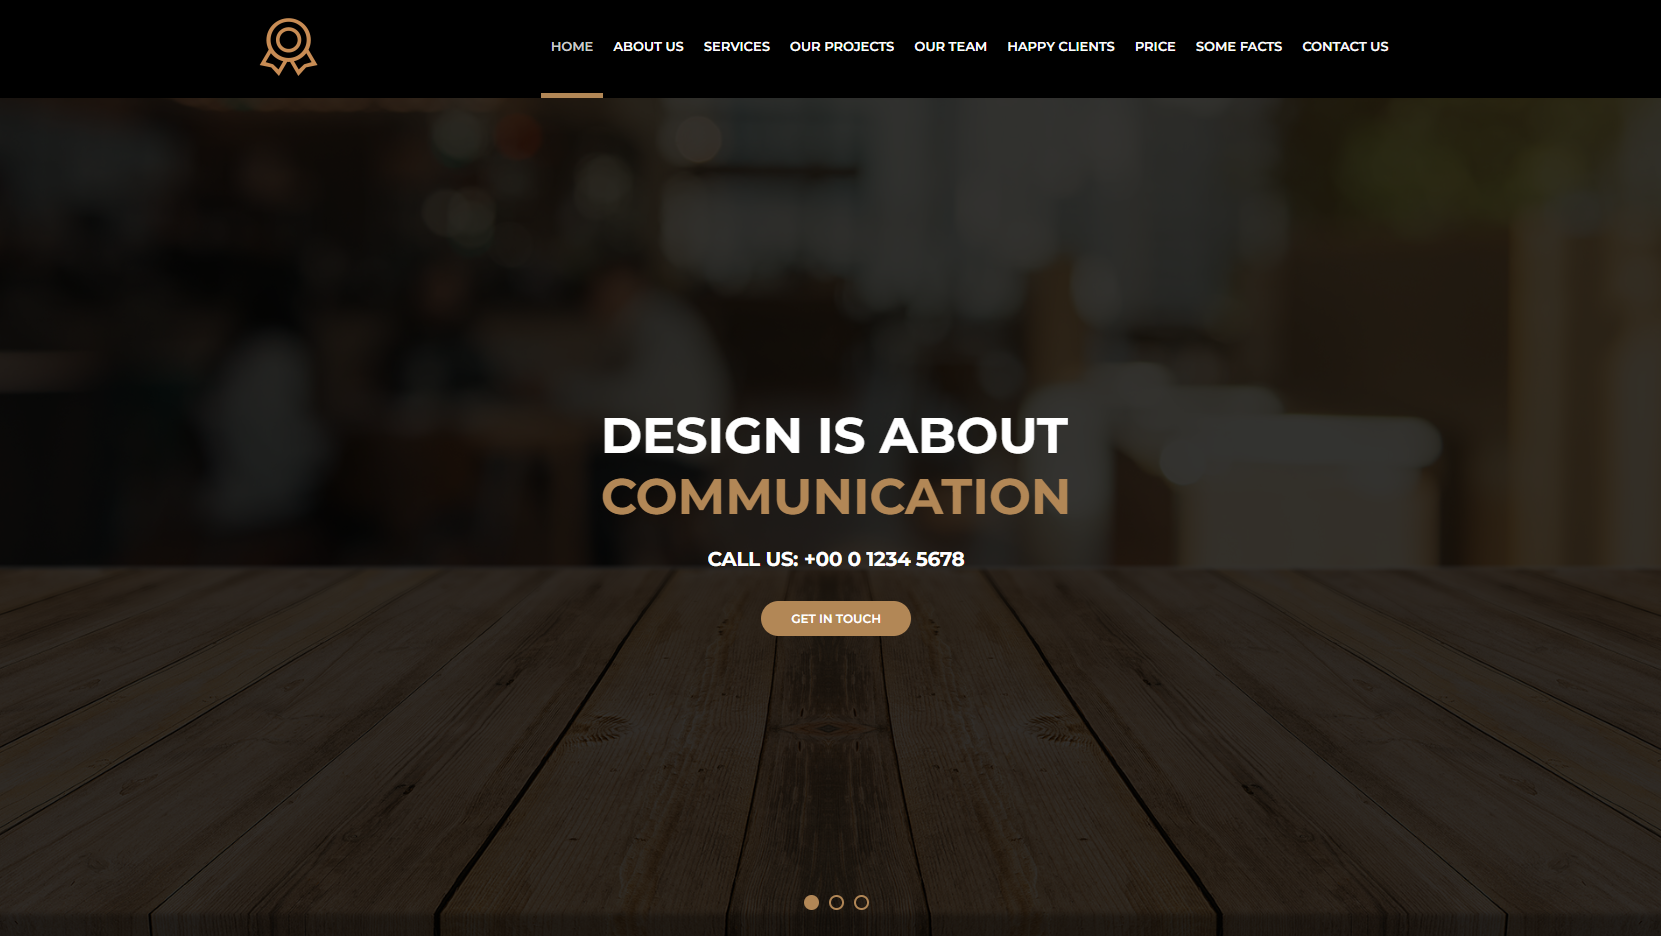 HOME ABOUT US SERVICES OUR PROJECTS OUR TEAM HAPPY CLIENTS PRICE SOME FACTS CONTACT US
DESIGN IS ABOUT
COMMUNICATION
CALL US: +00 0 1234 5678
GET IN TOUCH